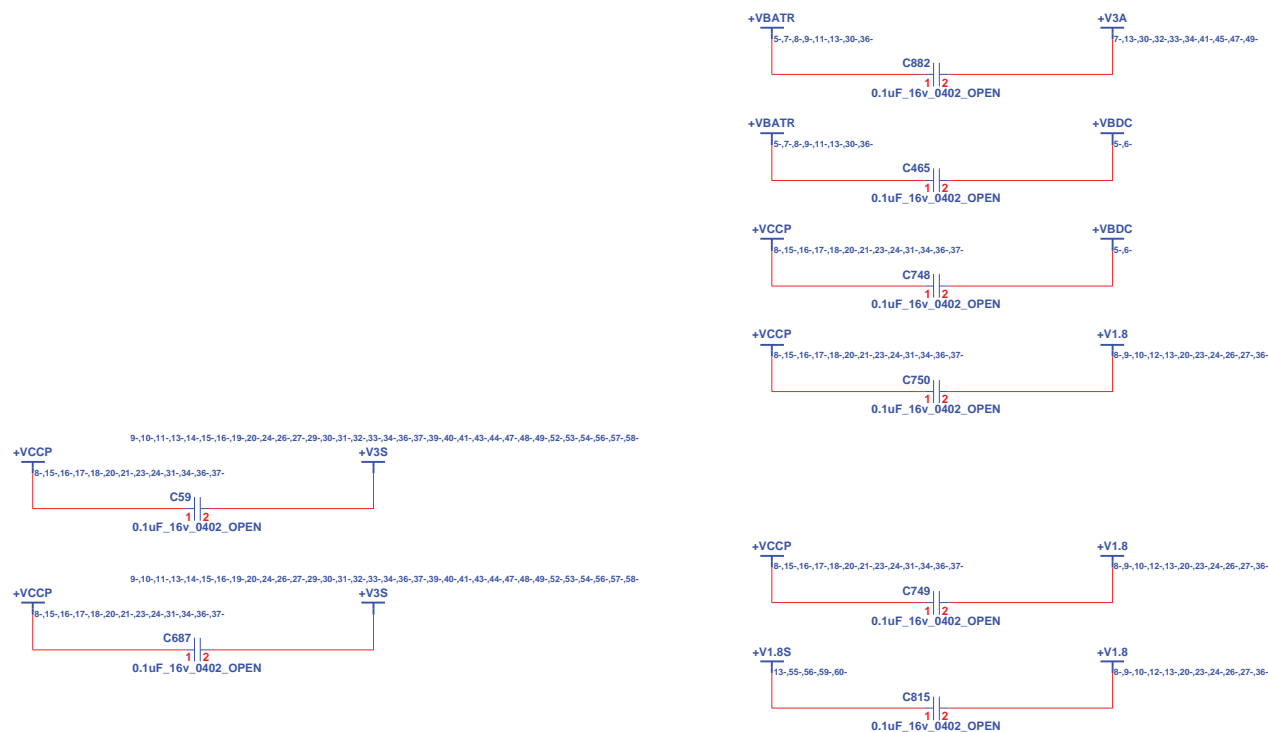 +VBATR +V3A
5-,7-,8-,9-,11-,13-,30-,36- 7-,13-,30-,32-,33-,34-,41-,45-,47-,49-
C882
1 2
0.1uF_16v_0402_OPEN
+VBATR +VBDC
5-,7-,8-,9-,11-,13-,30-,36- 5-,6-
C465
1 2
0.1uF_16v_0402_OPEN
+VCCP +VBDC
8-,15-,16-,17-,18-,20-,21-,23-,24-,31-,34-,36-,37- 5-,6-
C748
1 2
0.1uF_16v_0402_OPEN
+VCCP +V1.8
8-,15-,16-,17-,18-,20-,21-,23-,24-,31-,34-,36-,37- 8-,9-,10-,12-,13-,20-,23-,24-,26-,27-,36-
C750
1 2
0.1uF_16v_0402_OPEN
9-,10-,11-,13-,14-,15-,16-,19-,20-,24-,26-,27-,29-,30-,31-,32-,33-,34-,36-,37-,39-,40-,41-,43-,44-,47-,48-,49-,52-,53-,54-,56-,57-,58-
+VCCP +V3S
8-,15-,16-,17-,18-,20-,21-,23-,24-,31-,34-,36-,37-
C59
1 2
0.1uF_16v_0402_OPEN
9-,10-,11-,13-,14-,15-,16-,19-,20-,24-,26-,27-,29-,30-,31-,32-,33-,34-,36-,37-,39-,40-,41-,43-,44-,47-,48-,49-,52-,53-,54-,56-,57-,58-
+VCCP +V3S
8-,15-,16-,17-,18-,20-,21-,23-,24-,31-,34-,36-,37-
C687
1 2
0.1uF_16v_0402_OPEN
+VCCP +V1.8
8-,15-,16-,17-,18-,20-,21-,23-,24-,31-,34-,36-,37- 8-,9-,10-,12-,13-,20-,23-,24-,26-,27-,36-
C749
1 2
0.1uF_16v_0402_OPEN
+V1.8S +V1.8
13-,55-,56-,59-,60- 8-,9-,10-,12-,13-,20-,23-,24-,26-,27-,36-
C815
1 2
0.1uF_16v_0402_OPEN